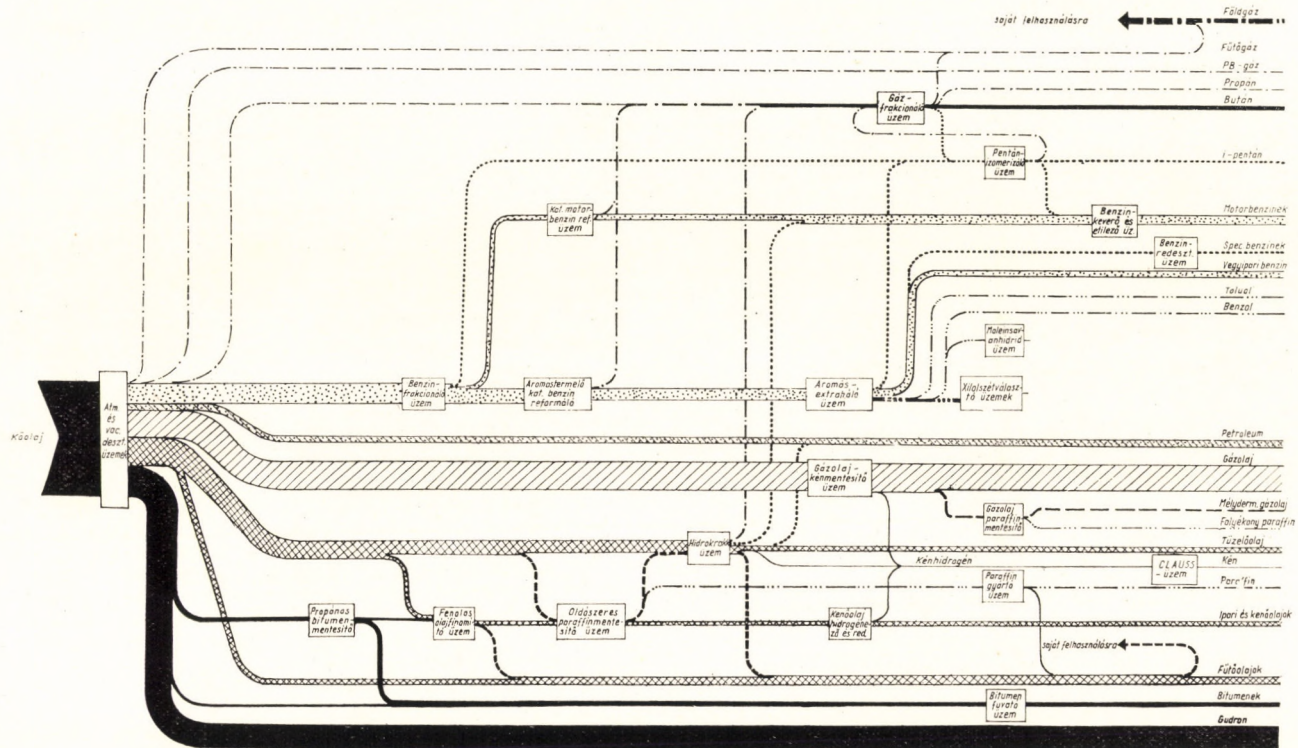 saját felhasználásra
Földgáz
Fűtőgáz
PB-gáz
Propán
Bután
Gáz-
frakcionáló
üzem
Pentán-
izomerizáló
üzem
i-pentán
Kat. motor-
benzin ref.
üzem
Benzin-
keverő és
etilező üz.
Motorbenzinek
Benzin-
redeszt.
üzem
Spec benzinek
Vegyipari benzin
Toluol
Benzol
Maleinsav-
anhidrid
üzem
Benzin-
frakcionáló
üzem
Aromástermelő
kat. benzin
reformáló
Aromás-
extraháló
üzem
Xilolszétválasz-
tó üzemek
Kőolaj
Atm.
és
vac.
deszt.
üzemek
Petroleum
Gázolaj
Gázolaj-
kénmentesítő
üzem
Gázolaj
paraffin-
mentesítő
Mélyderm. gázolaj
Folyékony paraffin
Hidrokrakk
üzem
Tüzelőolaj
Kénhidrogén
CLAUSS
-üzem
Kén
Paraffin
gyártó
üzem
Paraffin
Propános
bitumen-
mentesítő
Fenolos
olajfinomí-
tó üzem
Oldószeres
paraffinmente-
sítő üzem
Kenőolaj
hidrogéne-
ző és red.
Ipari és kenőolajok
saját felhasználásra
Fűtőolajok
Bitumen
fúvató
üzem
Bitumenek
Gudron